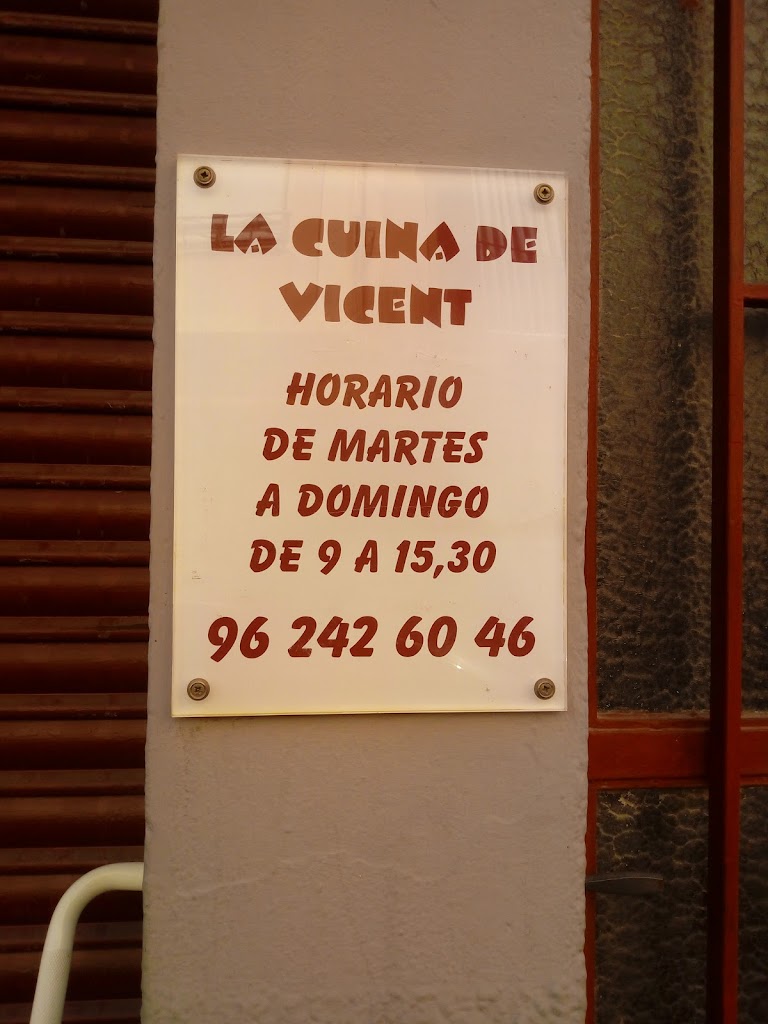 LA CUINA DE
VICENT
HORARIO
DE MARTES
A DOMINGO
DE 9 A 15,30
96 242 60 46